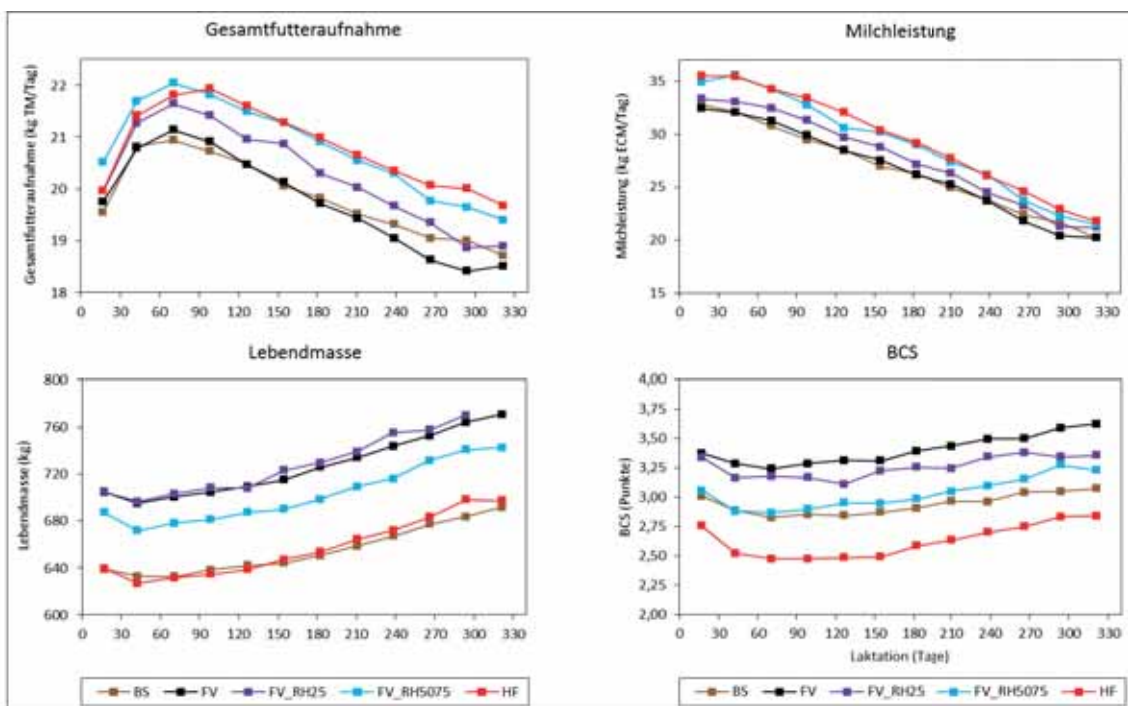 Gesamtfutteraufnahme
Gesamtfutteraufnahme (kg TM/Tag)
22
21
20
19
18
0 30 60 90 120 150 180 210 240 270 300 330
Milchleistung
Milchleistung (kg ECM/Tag)
35
30
25
20
15
0 30 60 90 120 150 180 210 240 270 300 330
Lebendmasse
Lebendmasse (kg)
800
760
720
680
640
600
0 30 60 90 120 150 180 210 240 270 300 330
BCS
BCS (Punkte)
4,00
3,75
3,50
3,25
3,00
2,75
2,50
2,25
2,00
0 30 60 90 120 150 180 210 240 270 300 330
Laktation (Tage)
BS FV FV_RH25 FV_RH5075 HF
BS FV FV_RH25 FV_RH5075 HF